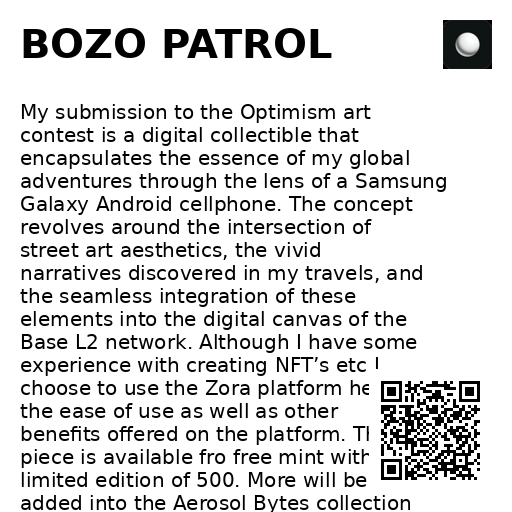 BOZO PATROL
My submission to the Optimism art
contest is a digital collectible that
encapsulates the essence of my global
adventures through the lens of a Samsung
Galaxy Android cellphone. The concept
revolves around the intersection of
street art aesthetics, the vivid
narratives discovered in my travels, and
the seamless integration of these
elements into the digital canvas of the
Base L2 network. Although I have some
experience with creating NFT’s etc I
choose to use the Zora platform
the ease of use as well as other
benefits offered on the platform.
piece is available fro free mint with
limited edition of 500. More will be
added into the Aerosol Bytes collection